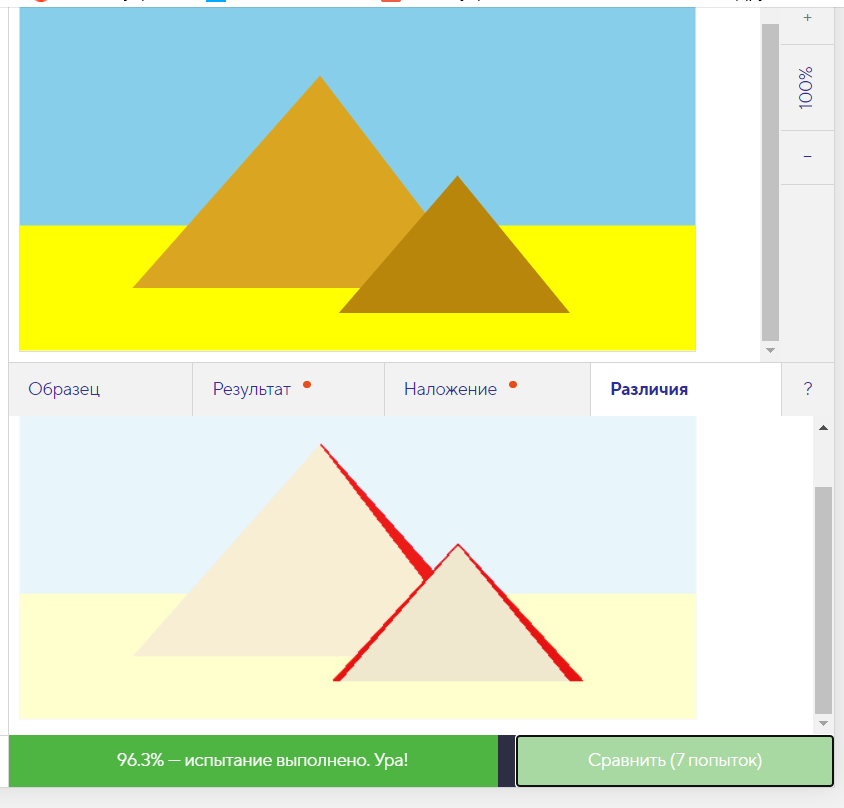 +
100%
−
Образец
Результат
Наложение
Различия
?
96.3% — испытание выполнено. Ура!
Сравнить (7 попыток)